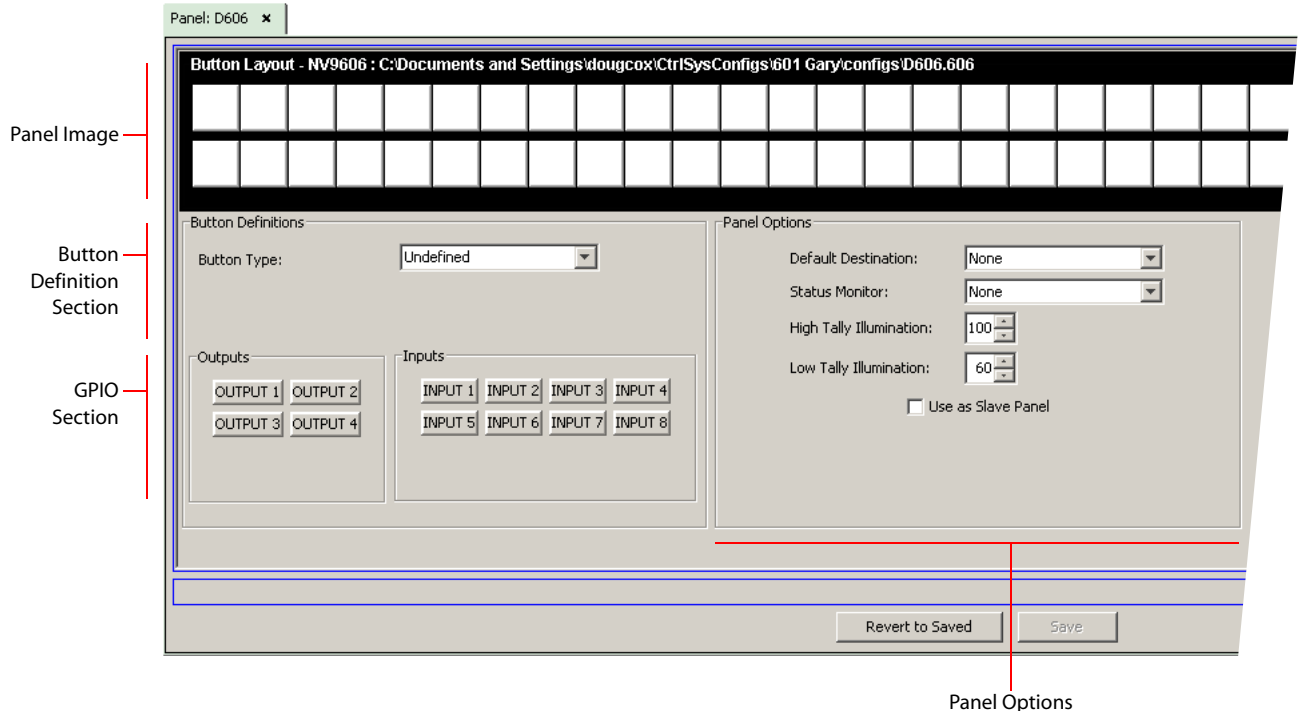 Panel: D606 ×
Button Layout - NV9606 : C:\Documents and Settings\dougcox\CtrlSysConfigs\601 Gary\configs\D606.606
Panel Image
Button Definition Section
GPIO Section
Button Definitions
Button Type: Undefined
Outputs
OUTPUT 1 OUTPUT 2
OUTPUT 3 OUTPUT 4
Inputs
INPUT 1 INPUT 2 INPUT 3 INPUT 4
INPUT 5 INPUT 6 INPUT 7 INPUT 8
Panel Options
Default Destination: None
Status Monitor: None
High Tally Illumination: 100
Low Tally Illumination: 60
Use as Slave Panel
Revert to Saved Save
Panel Options